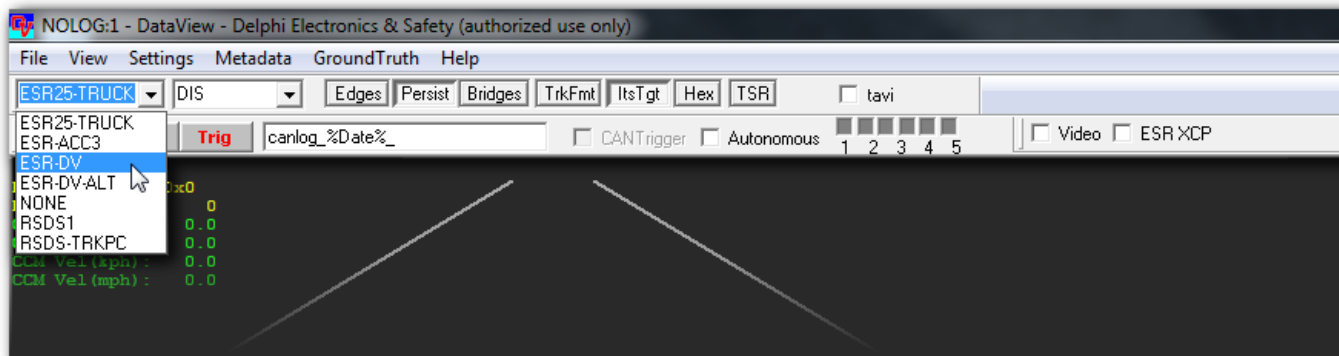 NOLOG:1 - DataView - Delphi Electronics & Safety (authorized use only)
File View Settings Metadata GroundTruth Help
ESR25-TRUCK DIS Edges Persist Bridges TrkFmt ItsTgt Hex TSR tavi
Trig canlog_%Date%_ CANTrigger Autonomous 1 2 3 4 5 Video ESR XCP
ESR25-TRUCK
ESR-ACC3
ESR-DV
ESR-DV-ALT
NONE
RSDS1
RSDS-TRKPC
0x0
0
0.0
0.0
CCM Vel(kph): 0.0
CCM Vel(mph): 0.0